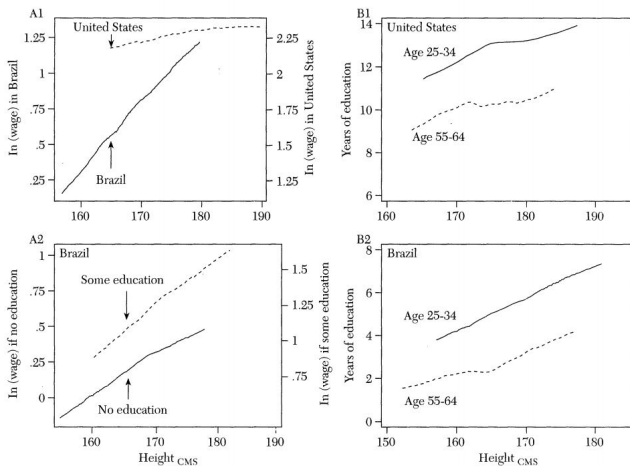 A1
United States
ln (wage) in Brazil
1.25
1
.75
.5
.25
Brazil
2.25
2
1.75
1.5
1.25
ln (wage) in United States
160 170 180 190
B1
United States
Age 25-34
Age 55-64
Years of education
14
12
10
8
6
160 170 180 190
A2
Brazil
Some education
No education
ln (wage) if no education
1
.75
.5
.25
0
1.5
1.25
1
.75
ln (wage) if some education
160 170 180 190
Height CMS
B2
Brazil
Age 25-34
Age 55-64
Years of education
8
6
4
2
0
150 160 170 180 190
Height CMS